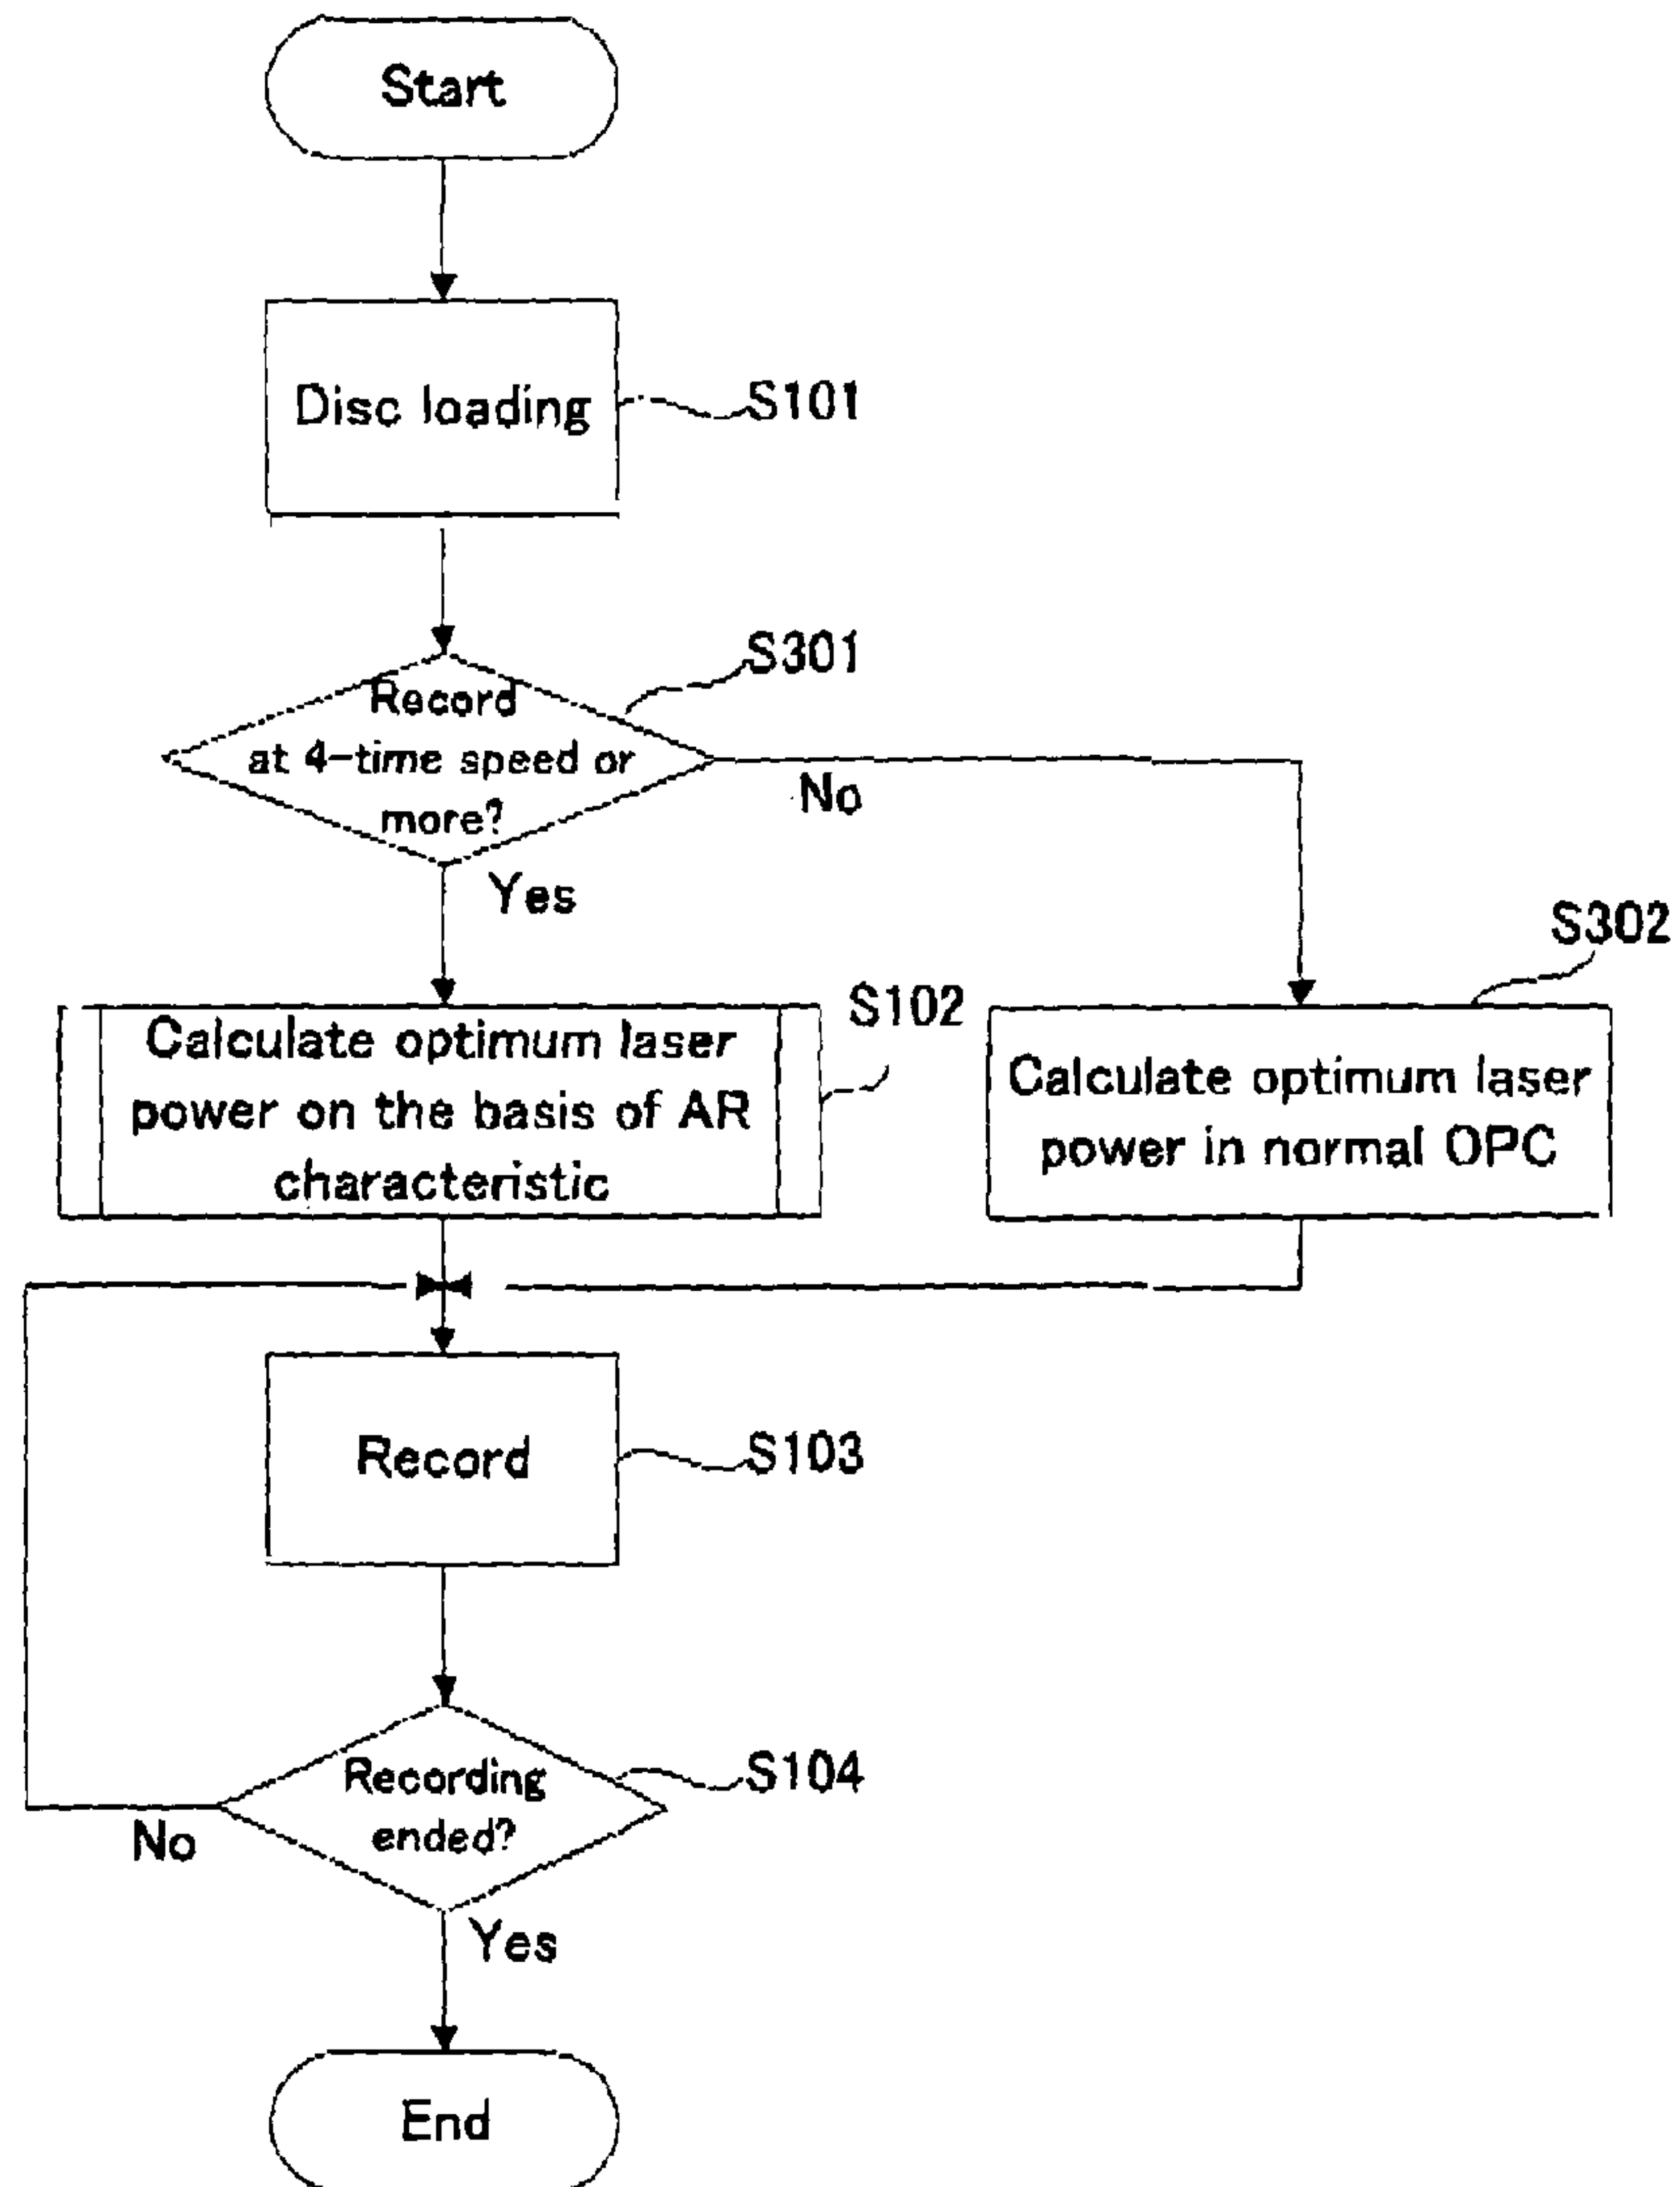 Start
Disc loading
S101
S301
Record
at 4-time speed or
more?
No
Yes
S302
S102
Calculate optimum laser
power on the basis of AR
characteristic
Calculate optimum laser
power in normal OPC
Record
S103
Recording
ended?
S104
No
Yes
End